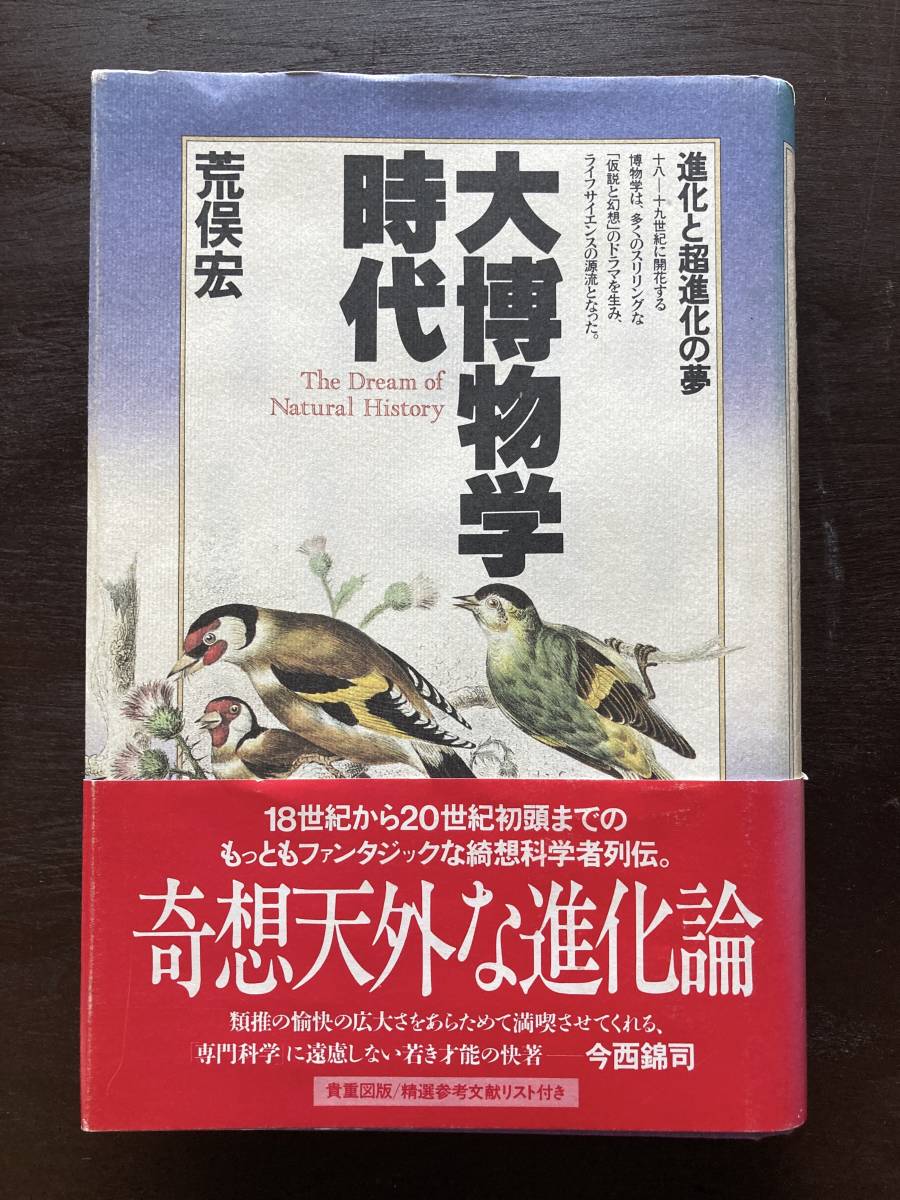 進化と超進化の夢
十八―十九世紀に開花する
博物学は、多くのスリリングな
「仮説と幻想」のドラマを生み、
ライフサイエンスの源流となった。
大博物学
時代
The Dream of
Natural History
荒俣宏
18世紀から20世紀初頭までの
もっともファンタジックな綺想科学者列伝。
奇想天外な進化論
類推の愉快の広大さをあらためて満喫させてくれる、
「専門科学」に遠慮しない若き才能の快著――今西錦司
貴重図版/精選参考文献リスト付き